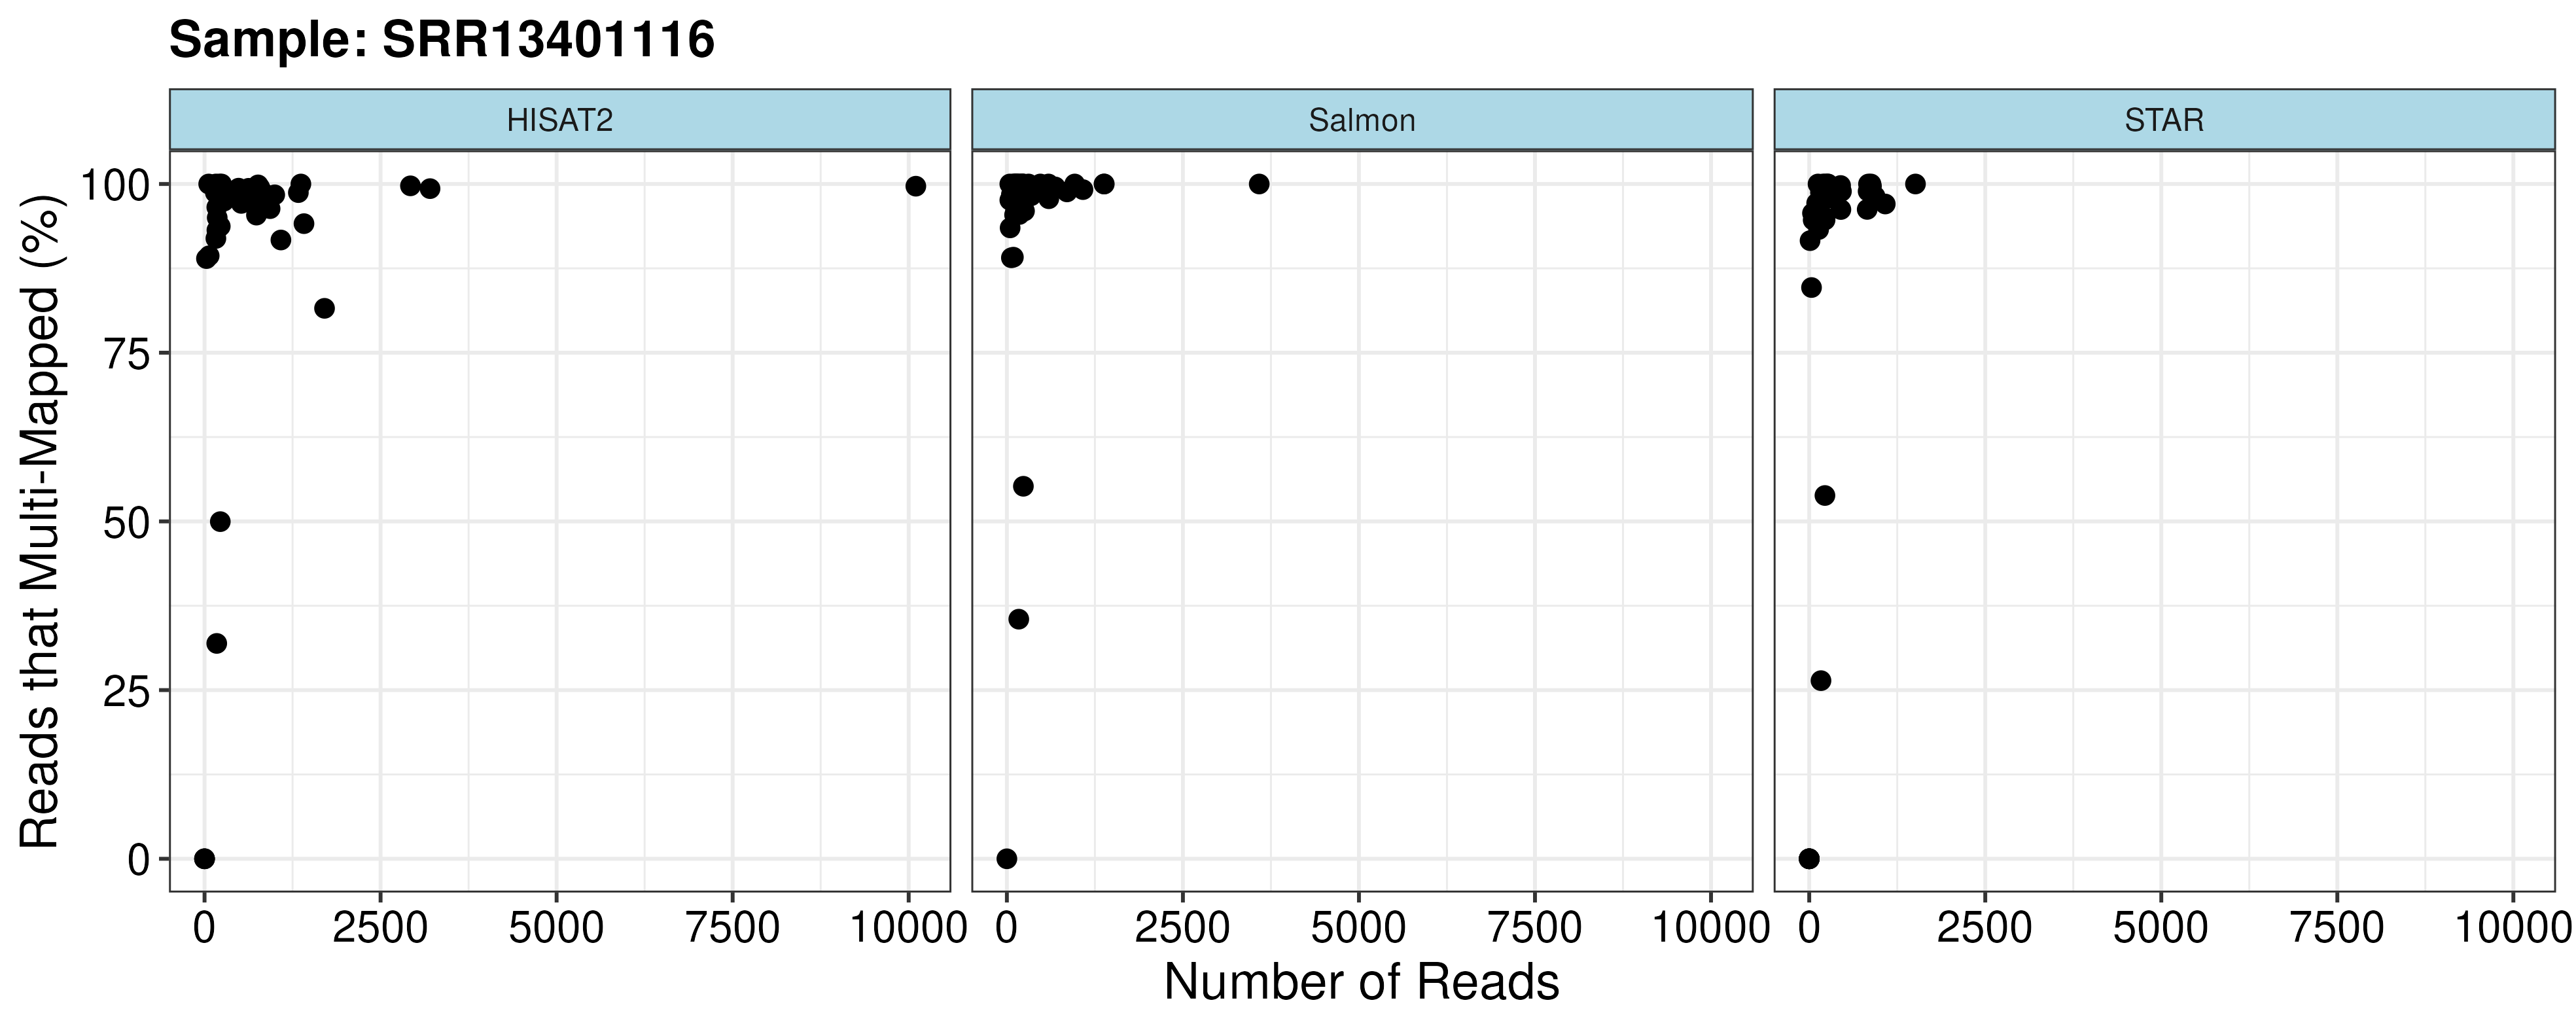 Sample: SRR13401116
HISAT2
Salmon
STAR
Reads that Multi-Mapped (%)
100
75
50
25
0
0 2500 5000 7500 10000
0 2500 5000 7500 10000
0 2500 5000 7500 10000
Number of Reads